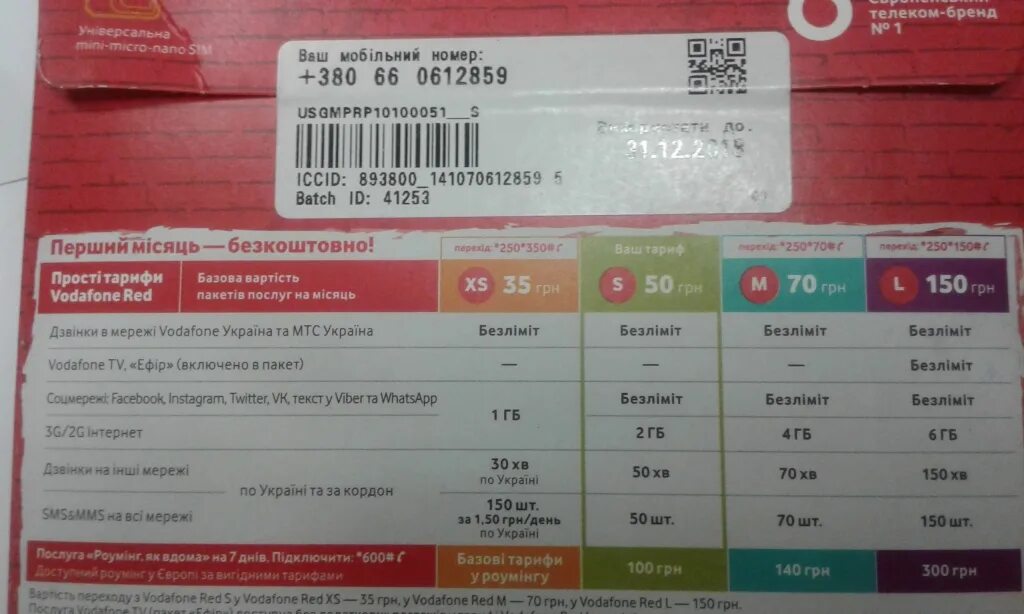 Універсальна
mini-micro-nano SIM
Європейський
телеком-бренд
№ 1
Ваш мобільний номер:
+380 66 0612859
USGMPRP10100051__S
Використати до.
31.12.2018
ICCID: 893800_141070612859 5
Batch ID: 41253
Перший місяць — безкоштовно!
перехід: *250*350#
Ваш тариф
перехід: *250*70#
перехід: *250*150#
Прості тарифи
Vodafone Red
Базова вартість
пакетів послуг на місяць
XS 35 грн
S 50 грн
M 70 грн
L 150 грн
Дзвінки в мережі Vodafone Україна та МТС Україна Безліміт Безліміт Безліміт Безліміт
Vodafone TV, «Ефір» (включено в пакет) — — — Безліміт
Соцмережі: Facebook, Instagram, Twitter, VK, текст у Viber та WhatsApp Безліміт Безліміт Безліміт
1 ГБ
3G/2G Інтернет 2 ГБ 4 ГБ 6 ГБ
Дзвінки на інші мережі
30 хв
по Україні
50 хв 70 хв 150 хв
по Україні та за кордон
SMS&MMS на всі мережі
150 шт.
за 1,50 грн/день
по Україні
50 шт. 70 шт. 150 шт.
Послуга «Роумінг, як вдома» на 7 днів. Підключити: *600#
Доступний роумінг у Європі за вигідними тарифами
Базові тарифи
у роумінгу
100 грн 140 грн 300 грн
Вартість переходу з Vodafone Red S у Vodafone Red XS — 35 грн, у Vodafone Red M — 70 грн, у Vodafone Red L — 150 грн.
Послуга Vodafone TV (пакет «Ефір»)